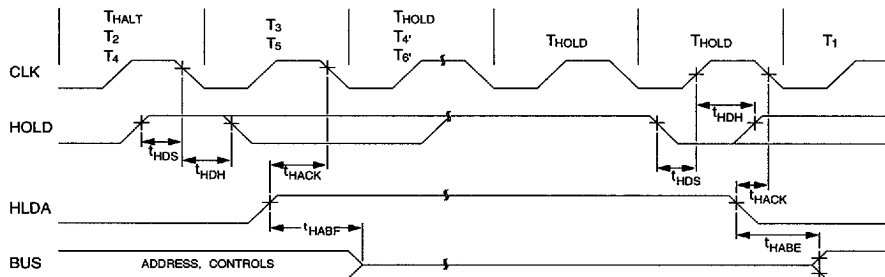 THALT
T2
T4
T3
T5
THOLD
T4'
T6'
THOLD
THOLD
T1
CLK
HOLD
tHDS
tHDH
tHACK
tHDS
tHDH
tHACK
HLDA
tHABF
tHABE
BUS
ADDRESS, CONTROLS